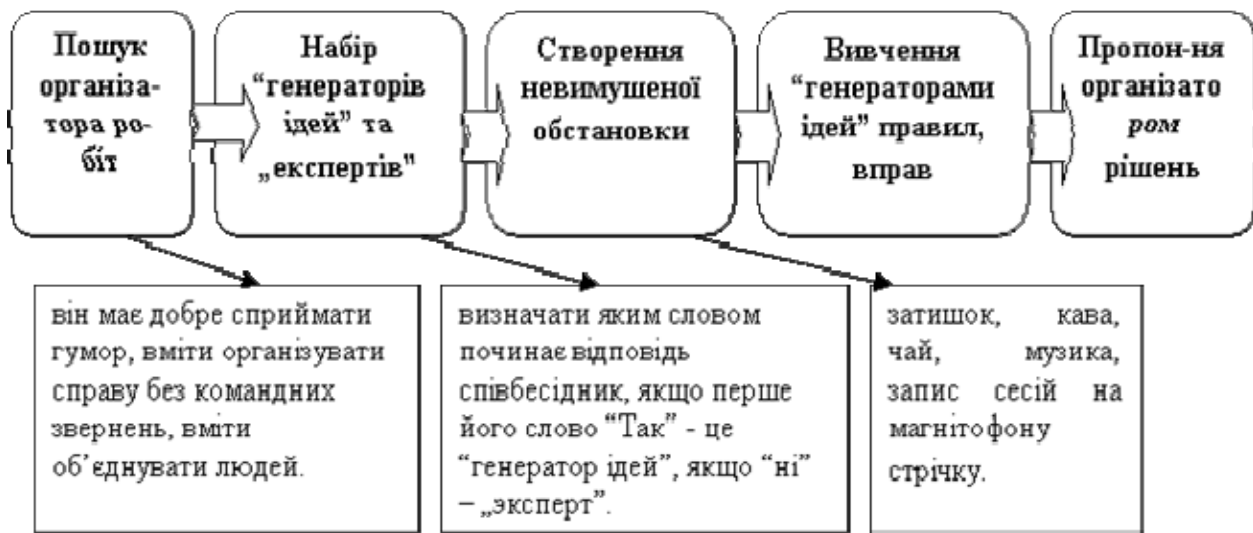 Пошук
організа-
тора ро-
біт
Набір
“генераторів
ідей” та
„експертів”
Створення
невимушеної
обстановки
Вивчення
“генераторами
ідей” правил,
вправ
Пропон-ня
організато
ром
рішень
він має добре сприймати
гумор, вміти організувати
справу без командних
звернень, вміти
об’єднувати людей.
визначати яким словом
починає відповідь
співбесідник, якщо перше
його слово “Так” - це
“генератор ідей”, якщо “ні”
– „эксперт”.
затишок, кава,
чай, музика,
запис сесій на
магнітофону
стрічку.